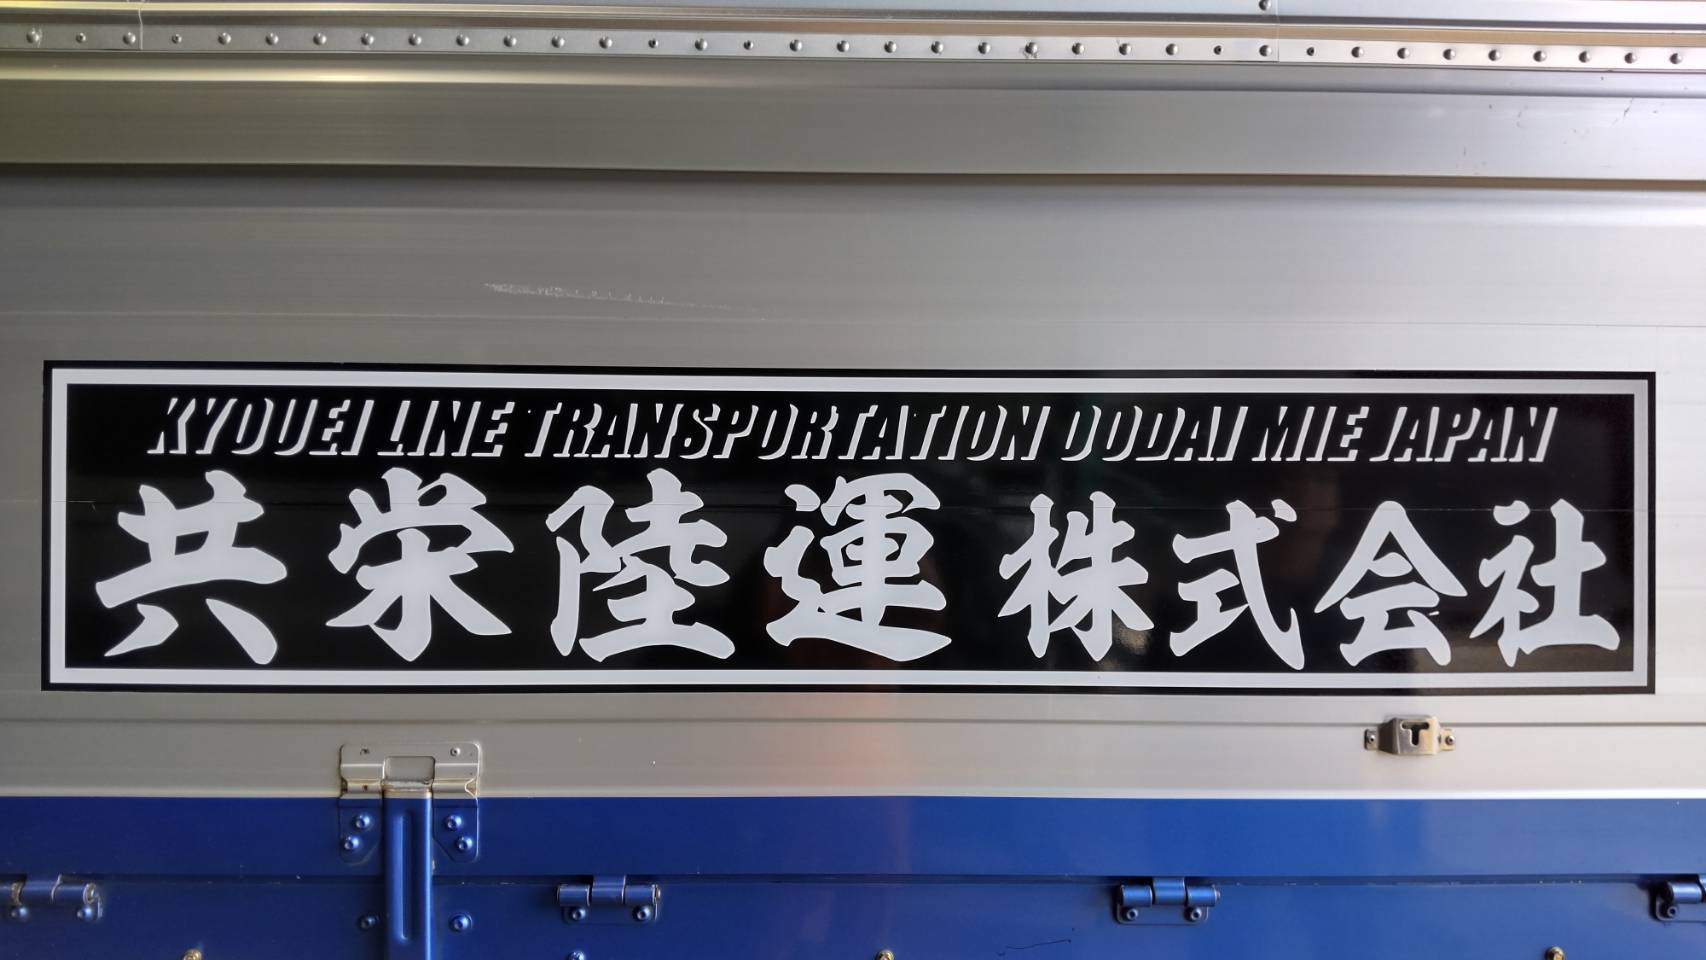 KYOUEI LINE TRANSPORTATION OODAI MIE JAPAN
共栄陸運株式会社